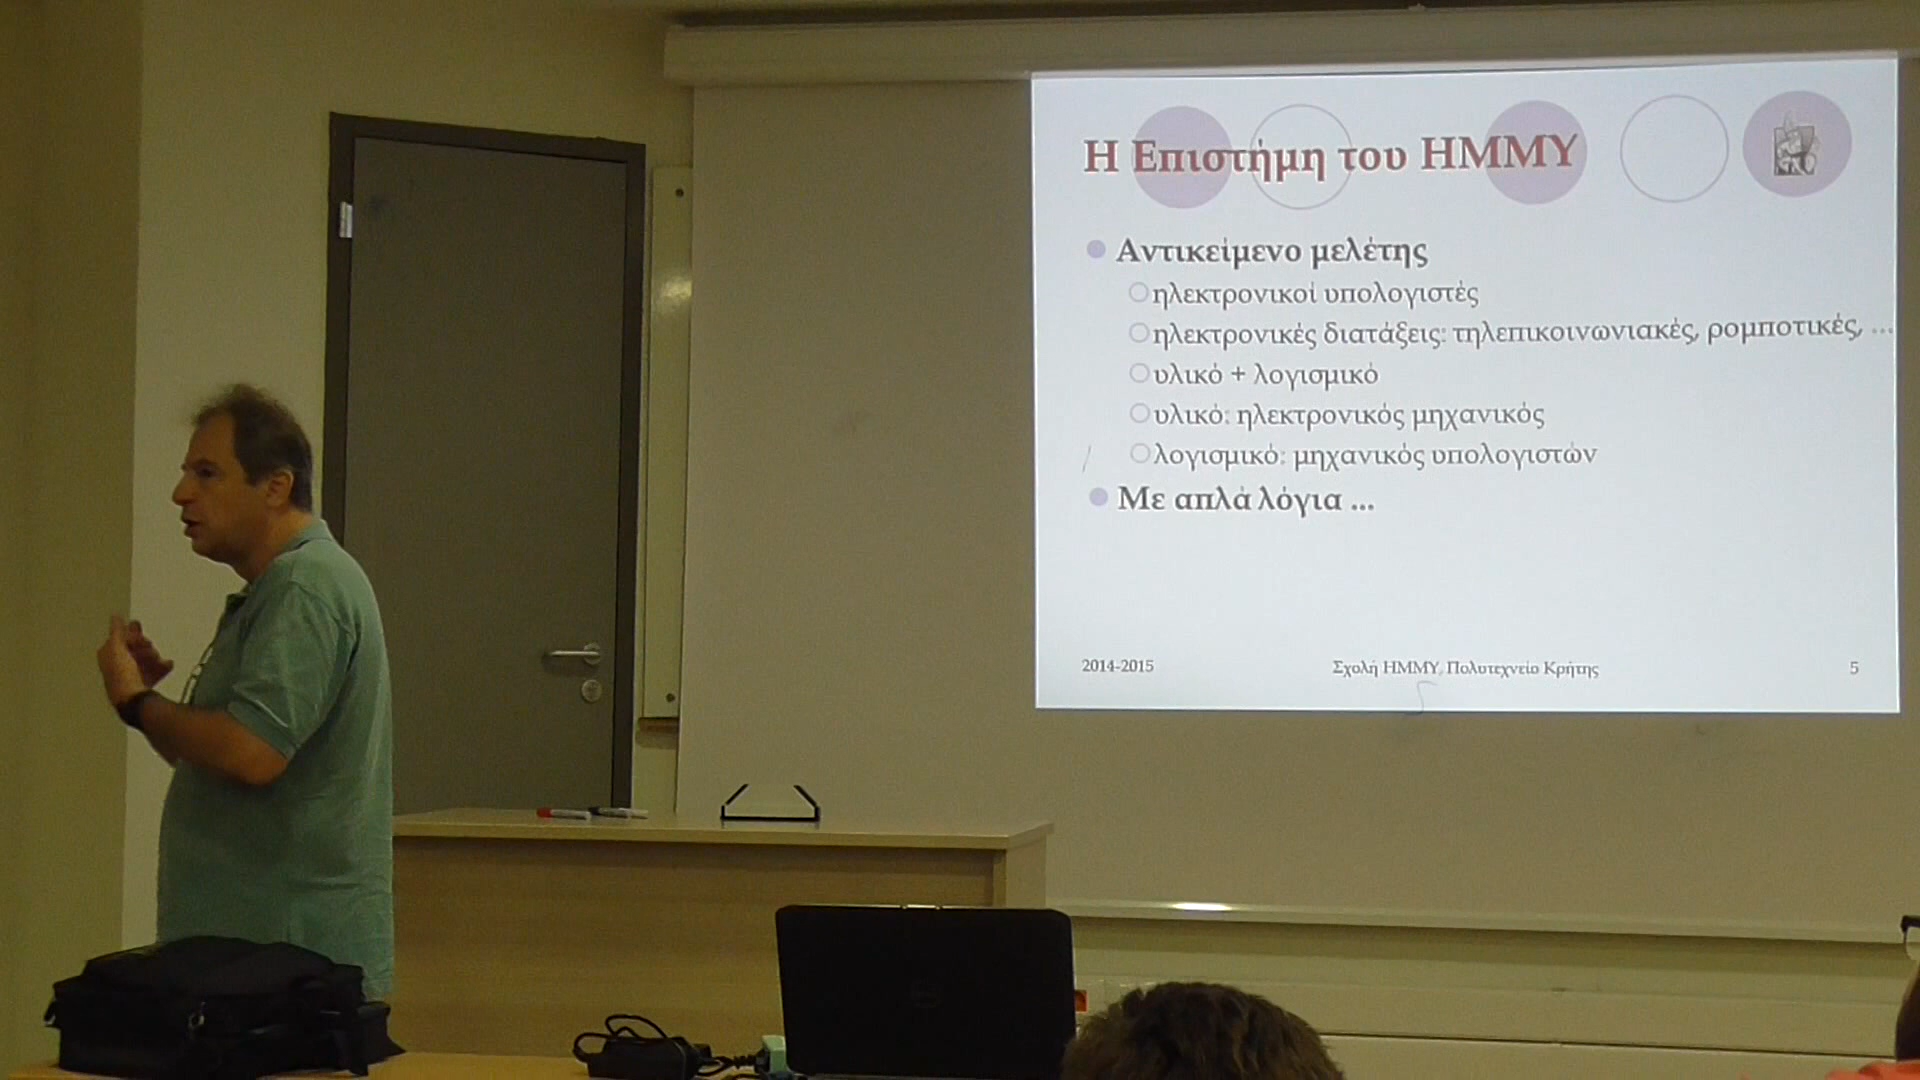 Η Επιστήμη του ΗΜΜΥ
Αντικείμενο μελέτης
ηλεκτρονικοί υπολογιστές
ηλεκτρονικές διατάξεις: τηλεπικοινωνιακές, ρομποτικές, ...
υλικό + λογισμικό
υλικό: ηλεκτρονικός μηχανικός
λογισμικό: μηχανικός υπολογιστών
Με απλά λόγια ...
2014-2015 Σχολή ΗΜΜΥ, Πολυτεχνείο Κρήτης 5